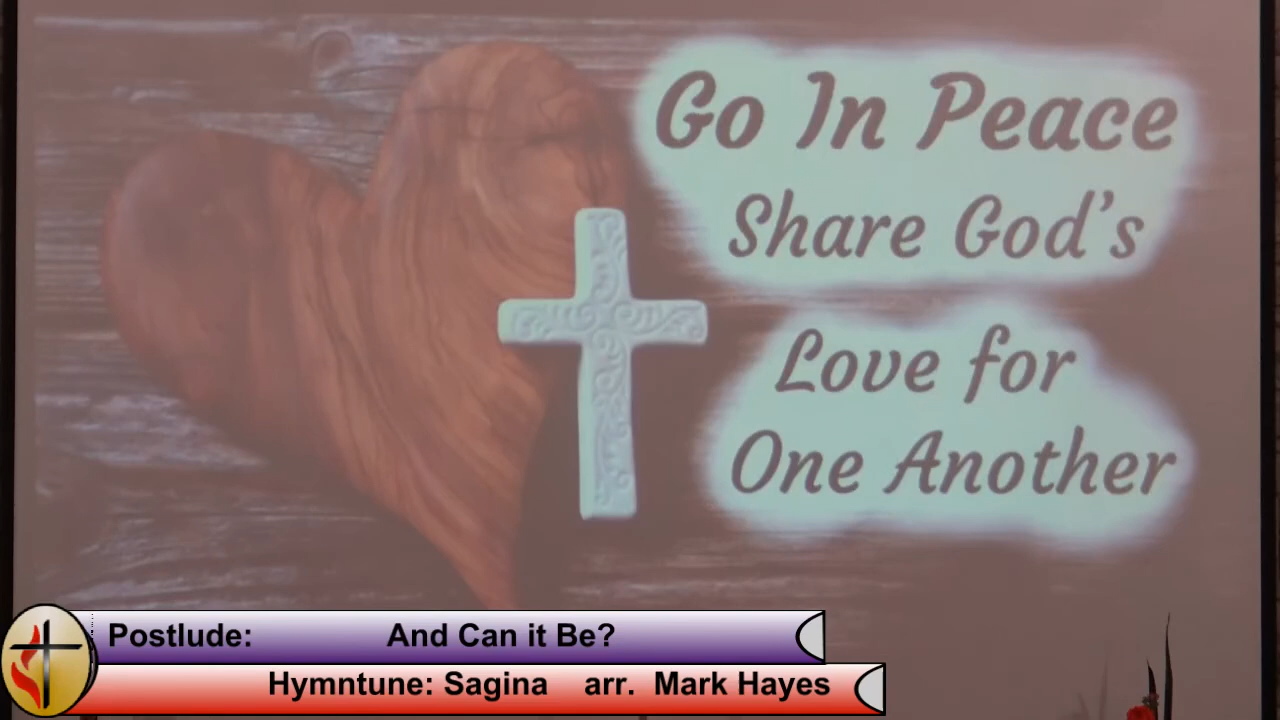 Go In Peace
Share God's
Love for
One Another
Postlude: And Can it Be?
Hymntune: Sagina arr. Mark Hayes